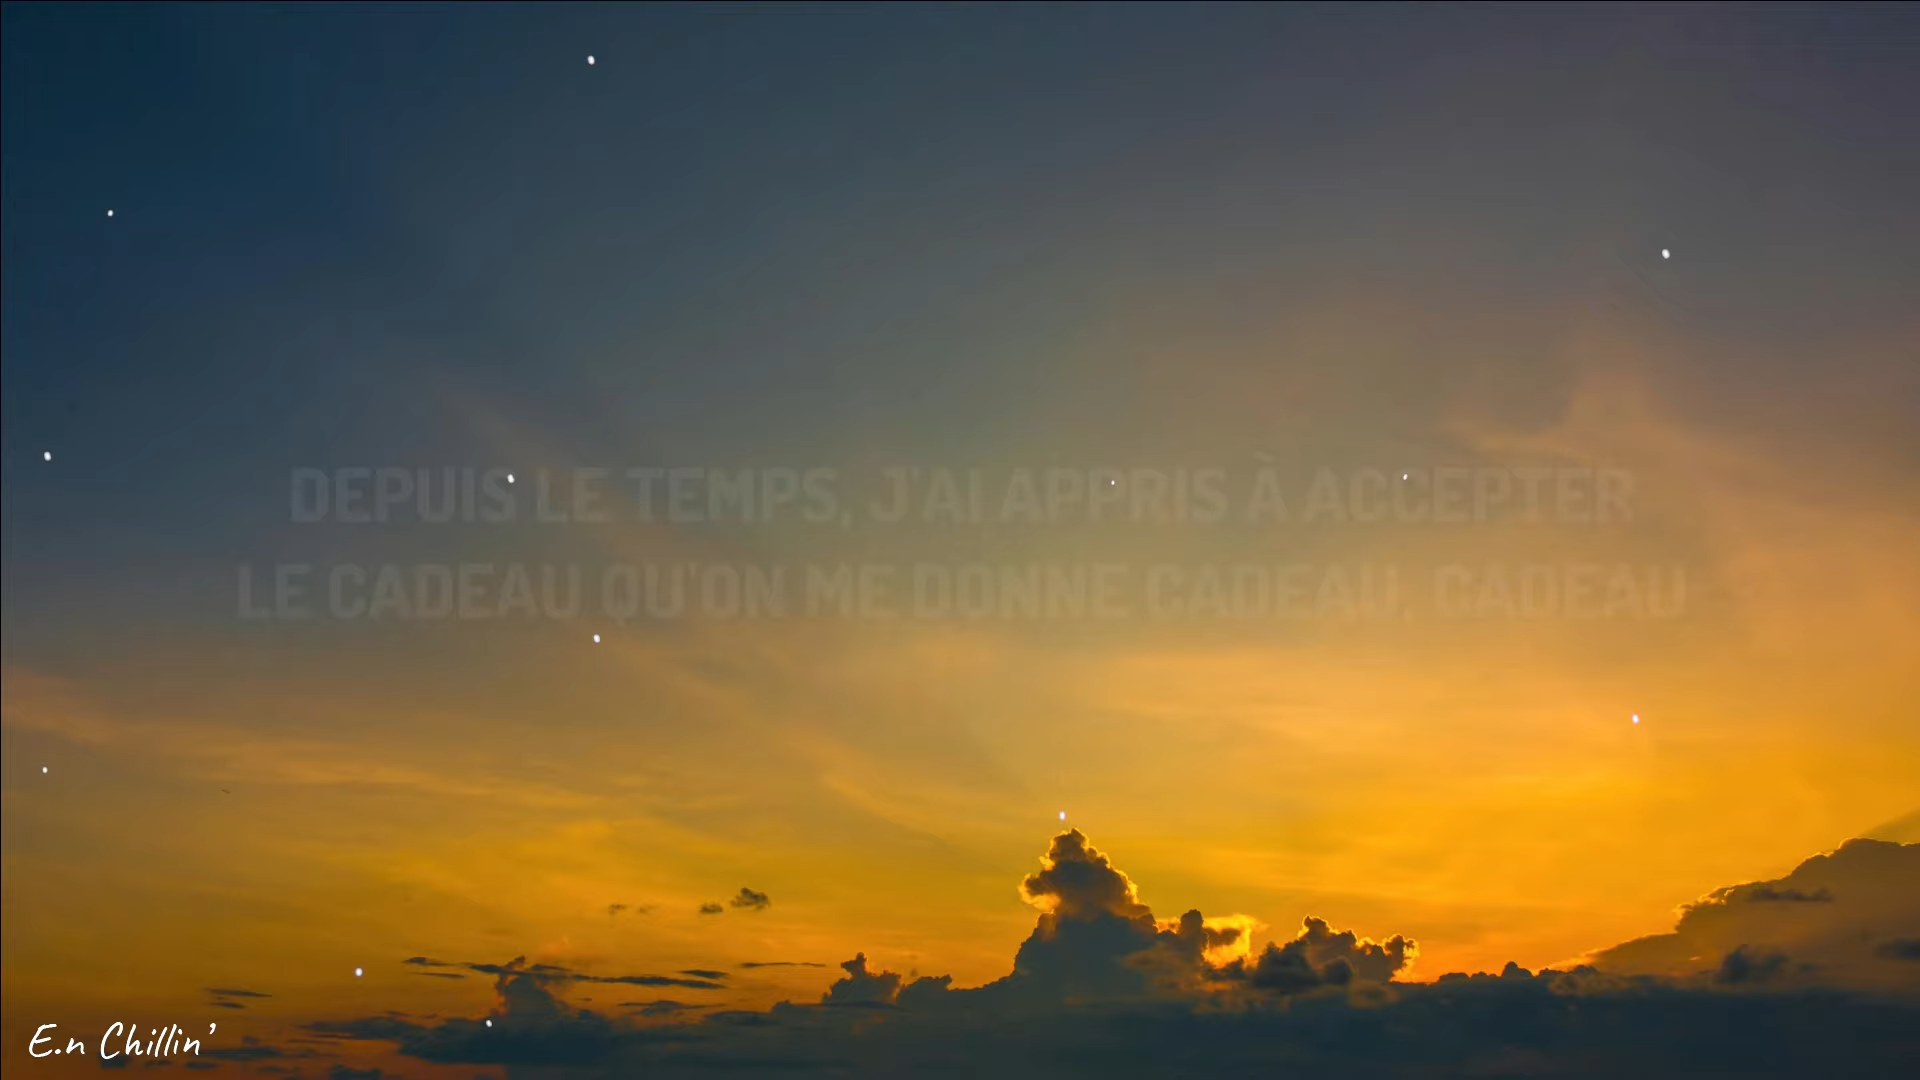 DEPUIS LE TEMPS, J'AI APPRIS À ACCEPTER
LE CADEAU QU'ON ME DONNE CADEAU, CADEAU
E.n Chillin'